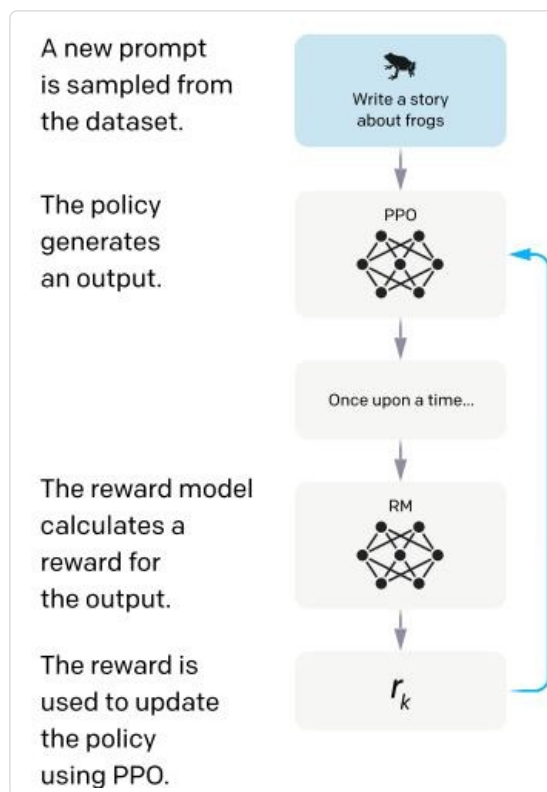 A new prompt
is sampled from
the dataset.
Write a story
about frogs
The policy
generates
an output.
PPO
Once upon a time...
The reward model
calculates a
reward for
the output.
RM
The reward is
used to update
the policy
using PPO.
rₖ